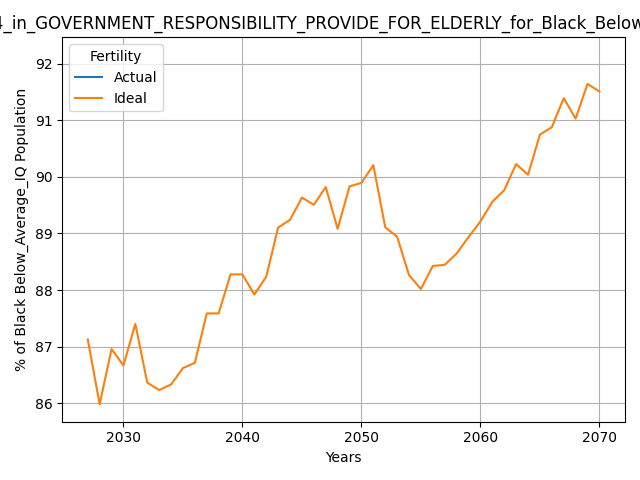 _in_GOVERNMENT_RESPONSIBILITY_PROVIDE_FOR_ELDERLY_for_Black_Below
Fertility
Actual
Ideal
92
91
90
89
88
87
86
% of Black Below_Average_IQ Population
2030 2040 2050 2060 2070
Years